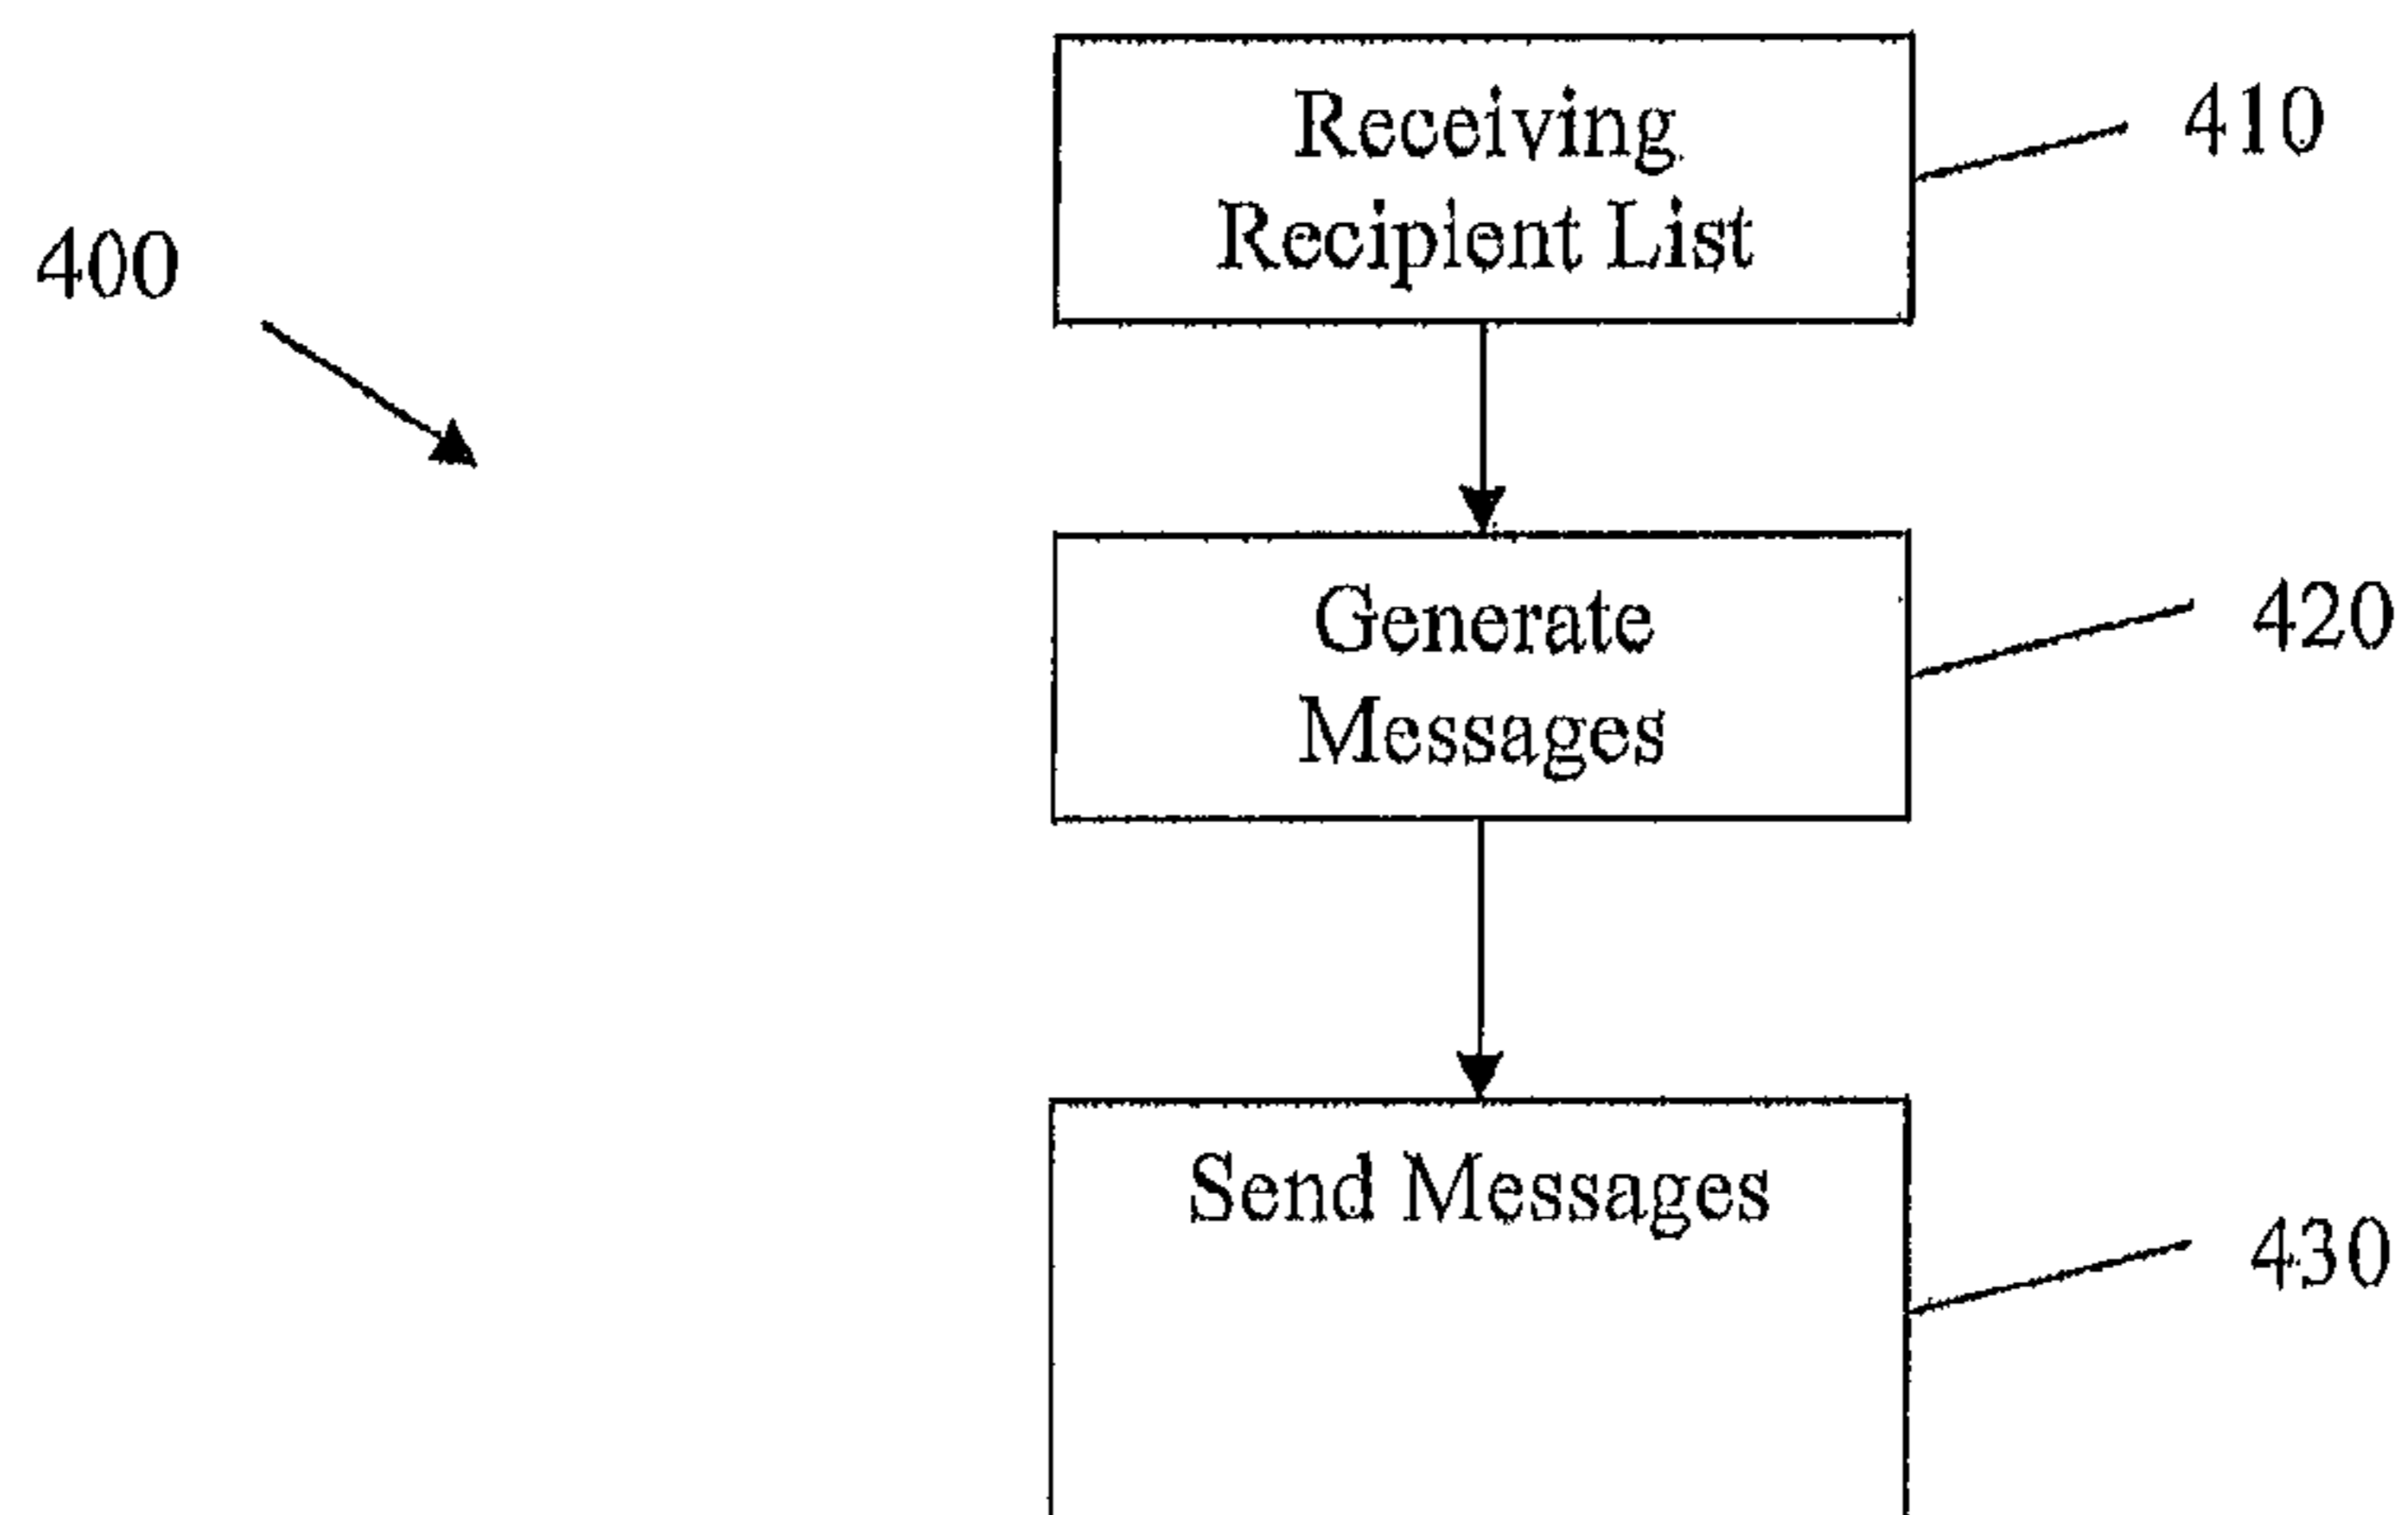 Receiving
Recipient List
410
400
Generate
Messages
420
Send Messages
430